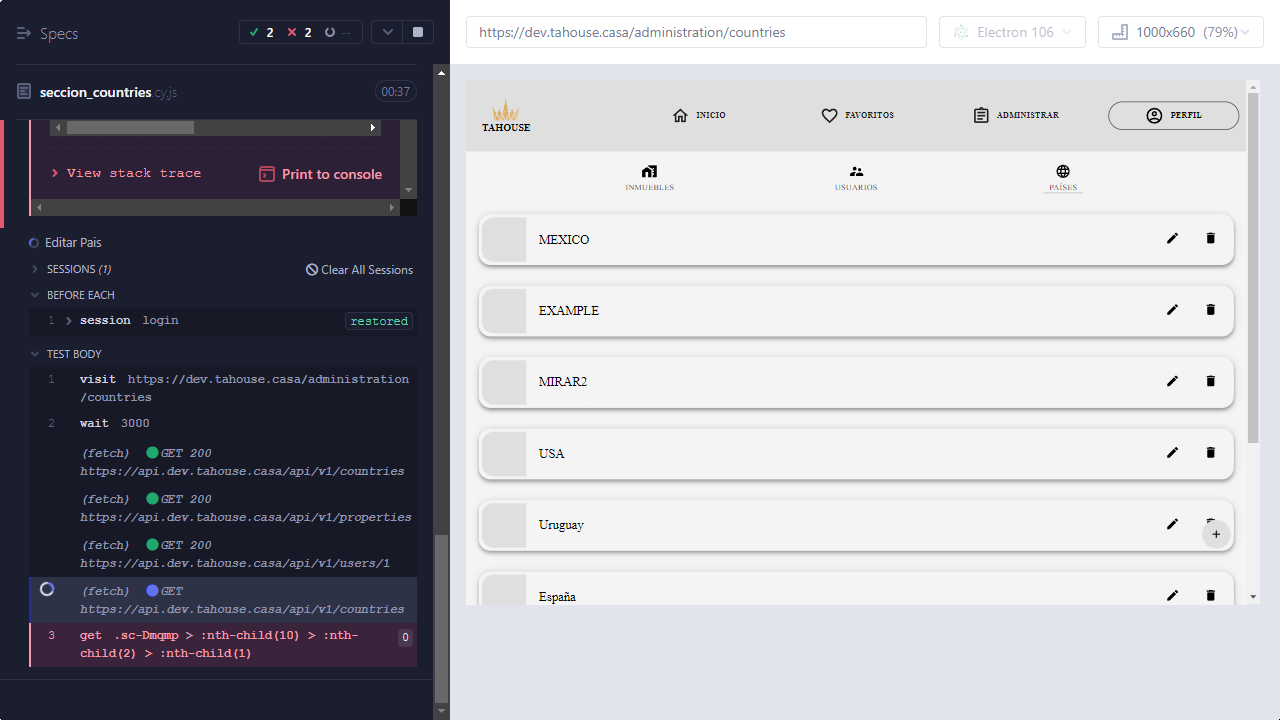 Specs
2
2
--
https://dev.tahouse.casa/administration/countries
Electron 106
1000x660 (79%)
seccion_countries cy.js
00:37
View stack trace
Print to console
Editar Pais
SESSIONS (1)
Clear All Sessions
BEFORE EACH
1 session login
restored
TEST BODY
1 visit https://dev.tahouse.casa/administration
/countries
2 wait 3000
(fetch) GET 200
https://api.dev.tahouse.casa/api/v1/countries
(fetch) GET 200
https://api.dev.tahouse.casa/api/v1/properties
(fetch) GET 200
https://api.dev.tahouse.casa/api/v1/users/1
(fetch) GET
https://api.dev.tahouse.casa/api/v1/countries
3 get .sc-Dmqmp > :nth-child(10) > :nth-
child(2) > :nth-child(1)
0
TAHOUSE
INICIO
FAVORITOS
ADMINISTRAR
PERFIL
INMUEBLES
USUARIOS
PAÍSES
MEXICO
EXAMPLE
MIRAR2
USA
Uruguay
+
España